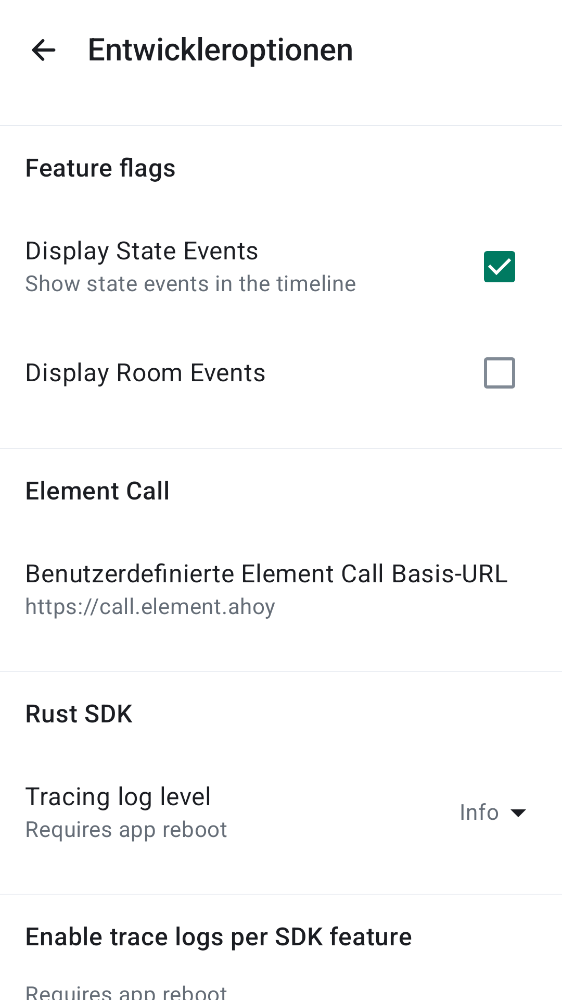 Entwickleroptionen
Feature flags
Display State Events
Show state events in the timeline
Display Room Events
Element Call
Benutzerdefinierte Element Call Basis-URL
https://call.element.ahoy
Rust SDK
Tracing log level
Requires app reboot
Info
Enable trace logs per SDK feature
Requires app reboot